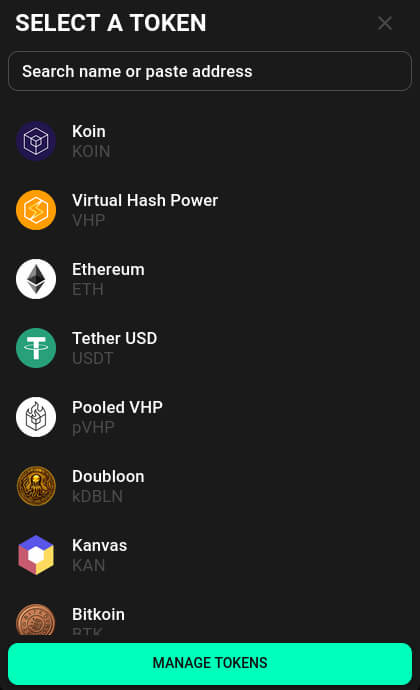 SELECT A TOKEN
Search name or paste address
Koin
KOIN
Virtual Hash Power
VHP
Ethereum
ETH
Tether USD
USDT
Pooled VHP
pVHP
Doubloon
kDBLN
Kanvas
KAN
Bitkoin
BTK
MANAGE TOKENS